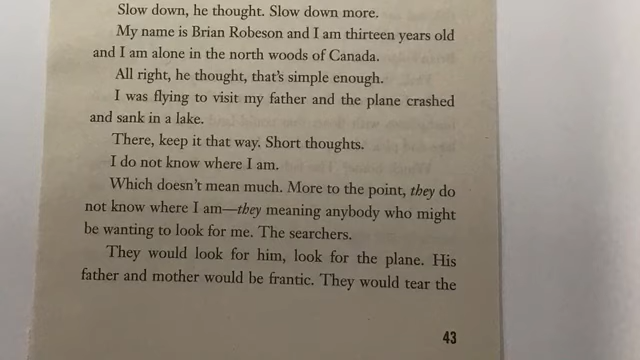 Slow down, he thought. Slow down more.
My name is Brian Robeson and I am thirteen years old
and I am alone in the north woods of Canada.
All right, he thought, that's simple enough.
I was flying to visit my father and the plane crashed
and sank in a lake.
There, keep it that way. Short thoughts.
I do not know where I am.
Which doesn't mean much. More to the point, they do
not know where I am—they meaning anybody who might
be wanting to look for me. The searchers.
They would look for him, look for the plane. His
father and mother would be frantic. They would tear the
43